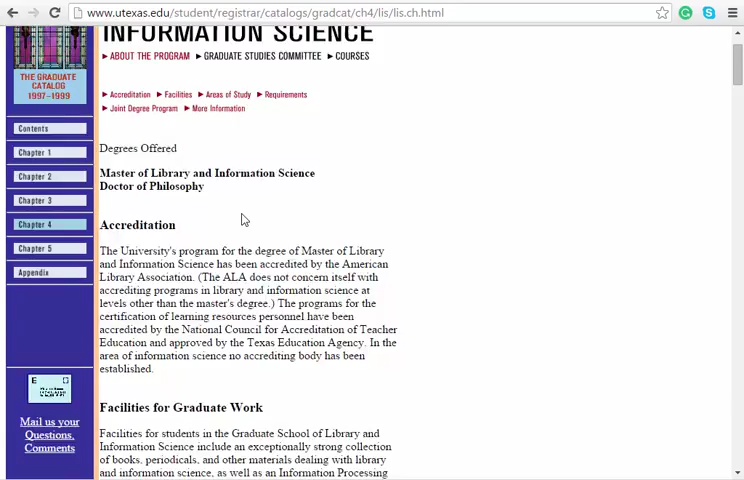 www.utexas.edu/student/registrar/catalogs/gradcat/ch4/lis/lis.ch.html
INFORMATION SCIENCE
ABOUT THE PROGRAM GRADUATE STUDIES COMMITTEE COURSES
THE GRADUATE
CATALOG
1997-1999
Accreditation Facilities Areas of Study Requirements
Joint Degree Program More Information
Contents
Chapter 1
Chapter 2
Chapter 3
Chapter 4
Chapter 5
Appendix
Mail us your
Questions,
Comments
Degrees Offered
Master of Library and Information Science
Doctor of Philosophy
Accreditation
The University's program for the degree of Master of Library
and Information Science has been accredited by the American
Library Association. (The ALA does not concern itself with
accrediting programs in library and information science at
levels other than the master's degree.) The programs for the
certification of learning resources personnel have been
accredited by the National Council for Accreditation of Teacher
Education and approved by the Texas Education Agency. In the
area of information science no accrediting body has been
established.
Facilities for Graduate Work
Facilities for students in the Graduate School of Library and
Information Science include an exceptionally strong collection
of books, periodicals, and other materials dealing with library
and information science, as well as an Information Processing